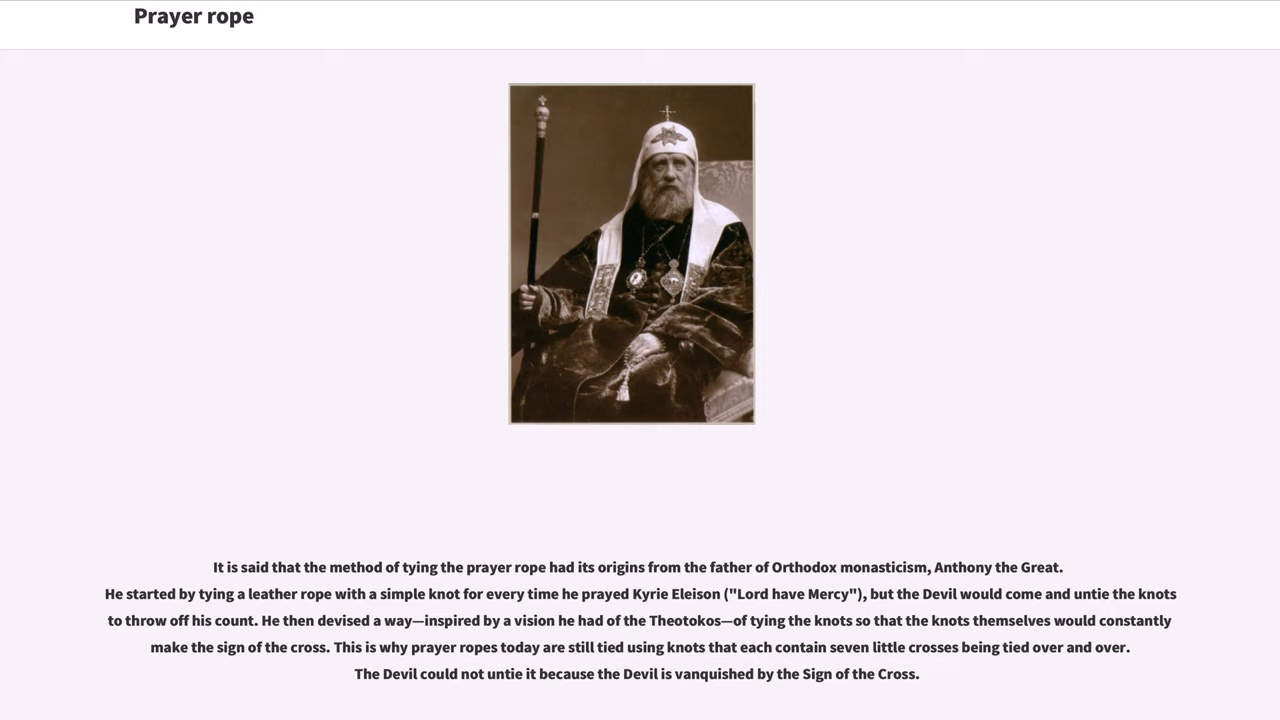 Prayer rope
It is said that the method of tying the prayer rope had its origins from the father of Orthodox monasticism, Anthony the Great.
He started by tying a leather rope with a simple knot for every time he prayed Kyrie Eleison ("Lord have Mercy"), but the Devil would come and untie the knots
to throw off his count. He then devised a way—inspired by a vision he had of the Theotokos—of tying the knots so that the knots themselves would constantly
make the sign of the cross. This is why prayer ropes today are still tied using knots that each contain seven little crosses being tied over and over.
The Devil could not untie it because the Devil is vanquished by the Sign of the Cross.